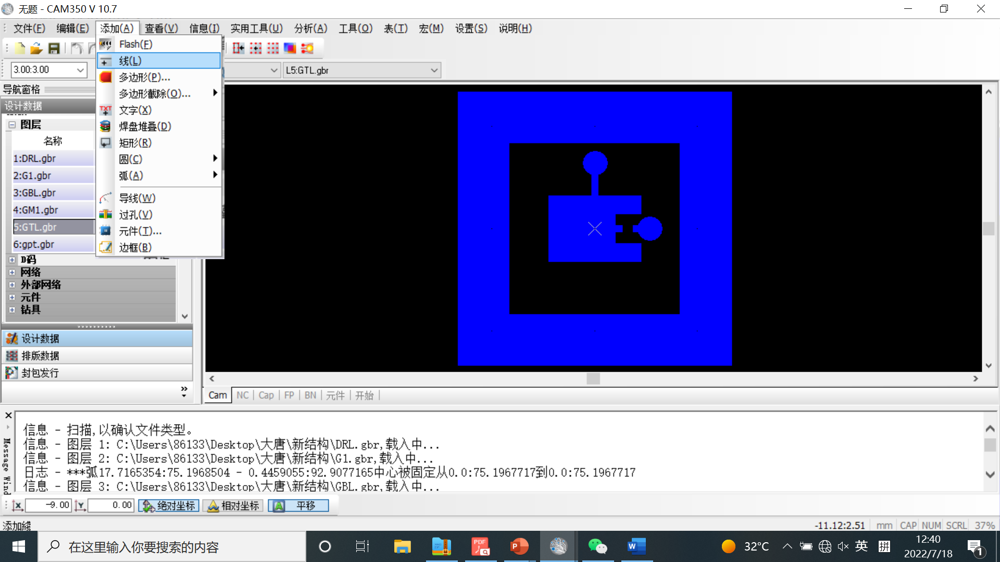 无题 - CAM350 V 10.7
文件(F) 编辑(E) 添加(A) 查看(V) 信息(I) 实用工具(U) 分析(A) 工具(O) 表(T) 宏(M) 设置(S) 说明(H)
Flash(F)
线(L)
多边形(P)...
多边形截除(O)...
文字(X)
焊盘堆叠(D)
矩形(R)
圆(C)
弧(A)
导线(W)
过孔(V)
元件(T)...
边框(B)
3.00:3.00
L5:GTL.gbr
导航窗格
设计数据
图层
名称
1:DRL.gbr
2:G1.gbr
3:GBL.gbr
4:GM1.gbr
5:GTL.gbr
6:gpt.gbr
D码
网络
外部网络
元件
钻具
设计数据
排版数据
封包发行
Cam NC Cap FP BN 元件 开始
信息 - 扫描,以确认文件类型。
信息 - 图层 1: C:\Users\86133\Desktop\大唐\新结构\DRL.gbr,载入中...
信息 - 图层 2: C:\Users\86133\Desktop\大唐\新结构\G1.gbr,载入中...
日志 - ***弧17.7165354:75.1968504 - 0.4459055:92.9077165中心被固定从0.0:75.1967717到0.0:75.1967717
信息 - 图层 3: C:\Users\86133\Desktop\大唐\新结构\GBL.gbr,载入中...
Message Wind
X -9.00 Y 0.00 绝对坐标 相对坐标 平移
添加线 -11.12:2.51 mm CAP NUM SCRL 37%
在这里输入你要搜索的内容
32°C 英 拼
12:40
2022/7/18
1